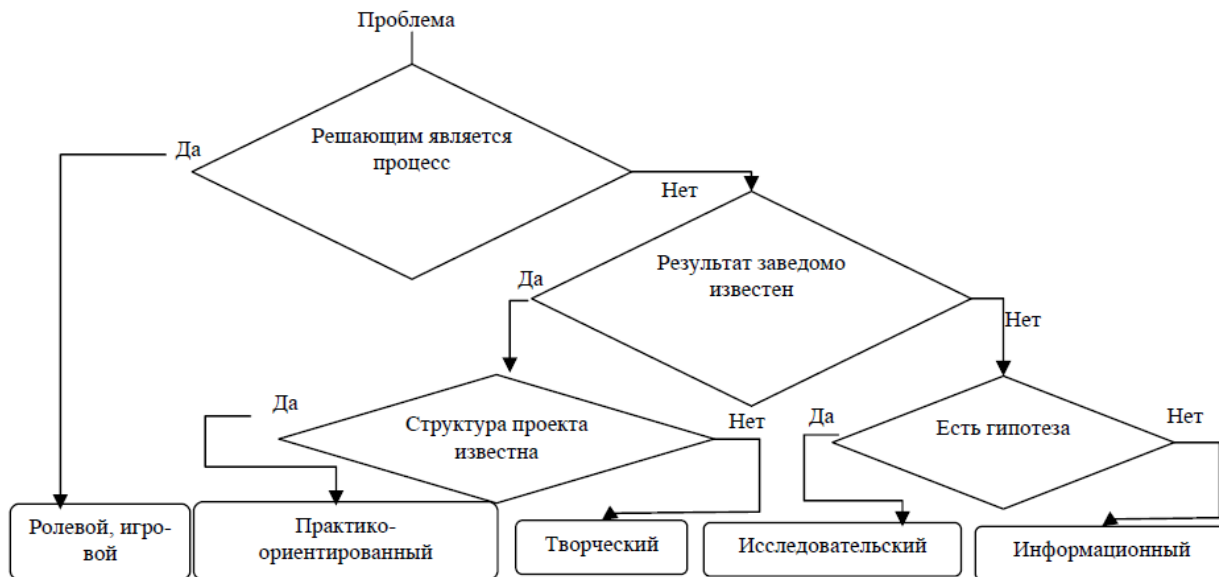 Проблема
Решающим является
процесс
Да
Нет
Результат заведомо
известен
Да
Нет
Структура проекта
известна
Да
Нет
Есть гипотеза
Да
Нет
Ролевой, игро-
вой
Практико-
ориентированный
Творческий
Исследовательский
Информационный